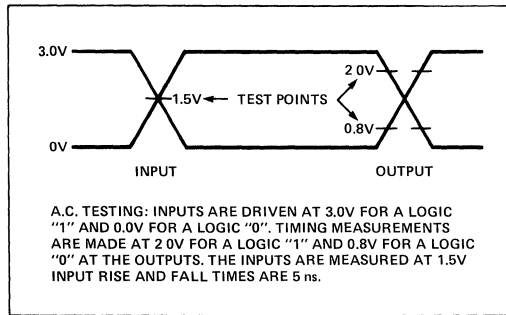 3.0V
2 0V
1.5V
TEST POINTS
0.8V
0V
INPUT
OUTPUT
A.C. TESTING: INPUTS ARE DRIVEN AT 3.0V FOR A LOGIC
"1" AND 0.0V FOR A LOGIC "0". TIMING MEASUREMENTS
ARE MADE AT 2 0V FOR A LOGIC "1" AND 0.8V FOR A LOGIC
"0" AT THE OUTPUTS. THE INPUTS ARE MEASURED AT 1.5V
INPUT RISE AND FALL TIMES ARE 5 ns.